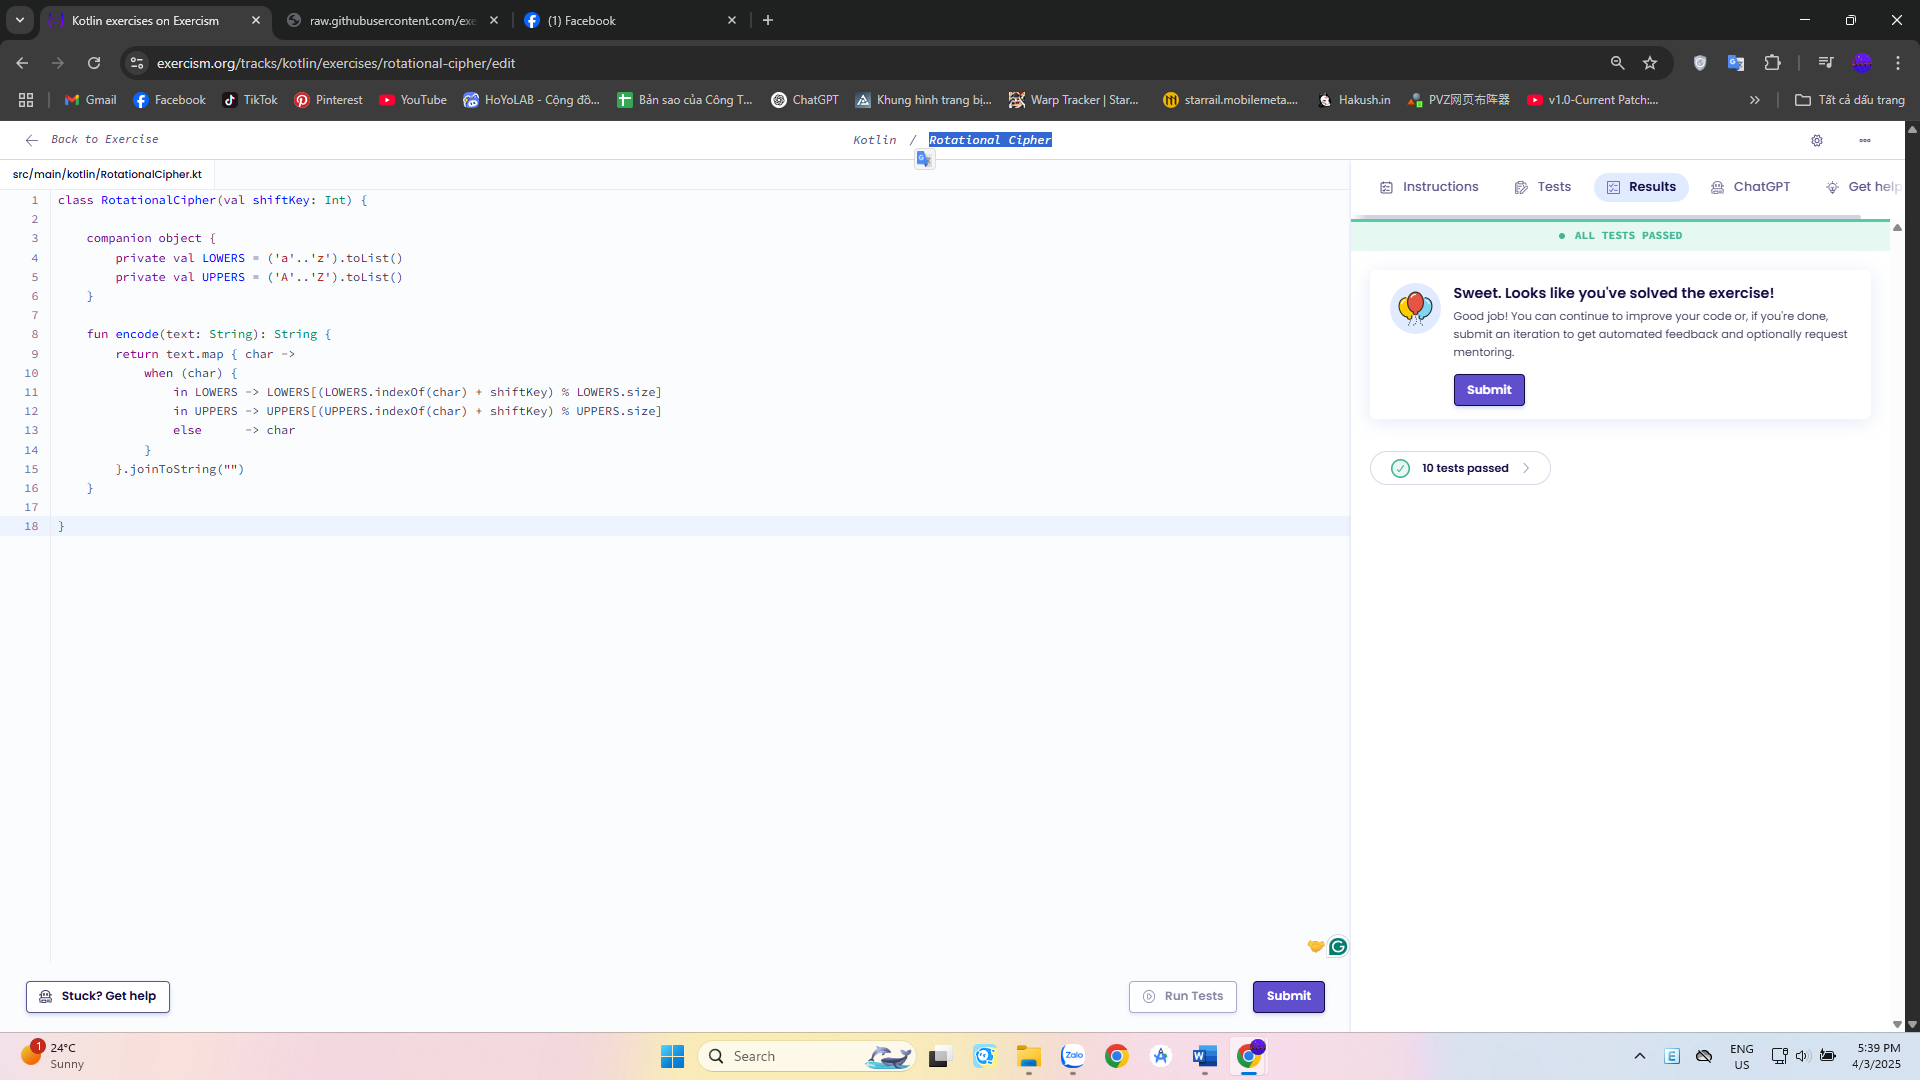 Kotlin exercises on Exercism
raw.githubusercontent.com/exe
(1) Facebook
exercism.org/tracks/kotlin/exercises/rotational-cipher/edit
Gmail
Facebook
TikTok
Pinterest
YouTube
HoYoLAB - Cộng đồ...
Bản sao của Công T...
ChatGPT
Khung hình trang bị...
Warp Tracker | Star...
starrail.mobilemeta....
Hakush.in
PVZ网页布阵器
v1.0-Current Patch:...
Tất cả dấu trang
Back to Exercise
Kotlin / Rotational Cipher
src/main/kotlin/RotationalCipher.kt
1 class RotationalCipher(val shiftKey: Int) {
2
3 companion object {
4 private val LOWERS = ('a'..'z').toList()
5 private val UPPERS = ('A'..'Z').toList()
6 }
7
8 fun encode(text: String): String {
9 return text.map { char ->
10 when (char) {
11 in LOWERS -> LOWERS[(LOWERS.indexOf(char) + shiftKey) % LOWERS.size]
12 in UPPERS -> UPPERS[(UPPERS.indexOf(char) + shiftKey) % UPPERS.size]
13 else -> char
14 }
15 }.joinToString("")
16 }
17
18 }
Instructions
Tests
Results
ChatGPT
Get help
ALL TESTS PASSED
Sweet. Looks like you've solved the exercise!
Good job! You can continue to improve your code or, if you're done,
submit an iteration to get automated feedback and optionally request
mentoring.
Submit
10 tests passed
Stuck? Get help
Run Tests
Submit
1
24°C
Sunny
Search
Zalo
ENG
US
5:39 PM
4/3/2025